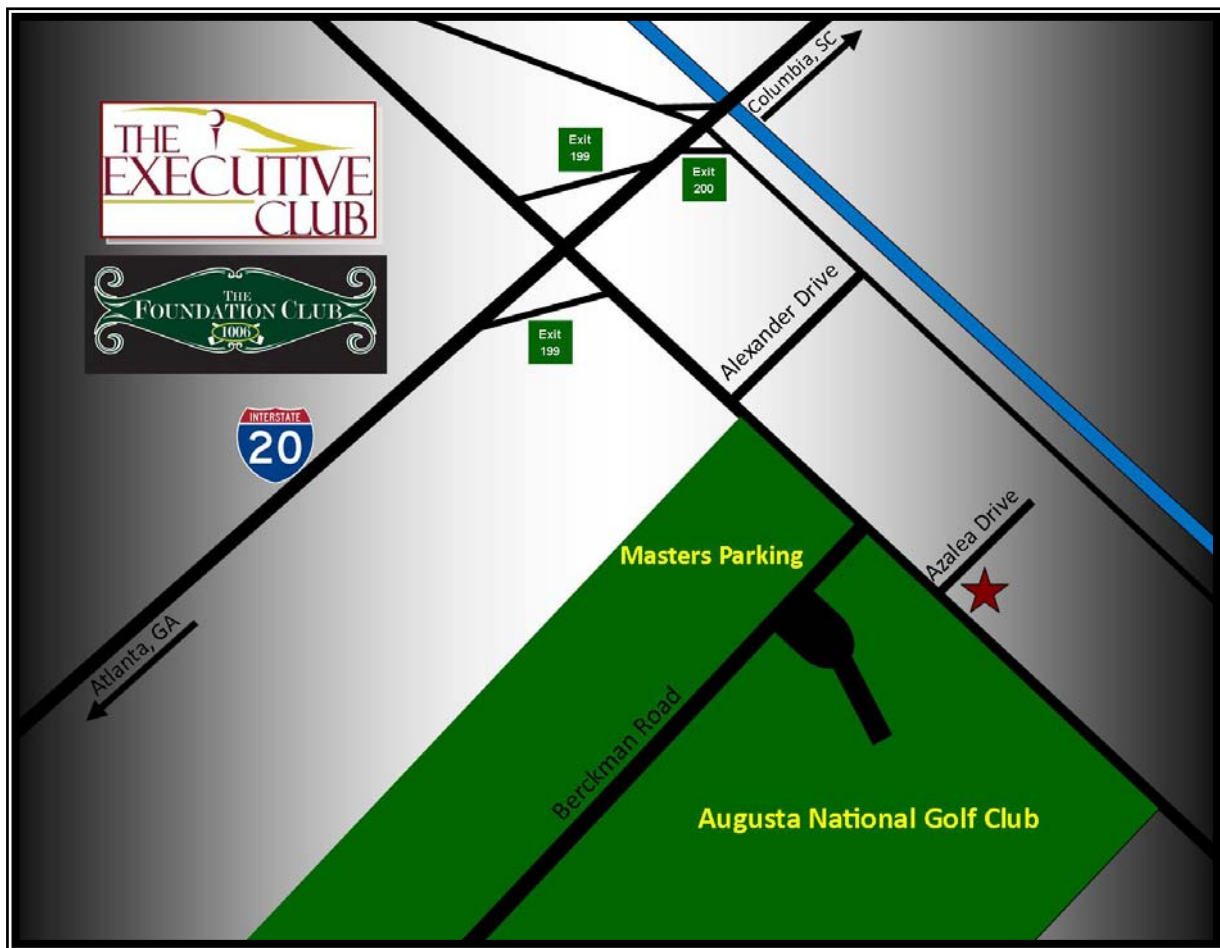 Columbia, SC
THE
EXECUTIVE
CLUB
Exit
199
Exit
200
THE
FOUNDATION CLUB
1006
Alexander Drive
Exit
199
INTERSTATE
20
Azalea Drive
Masters Parking
Atlanta, GA
Berckman Road
Augusta National Golf Club